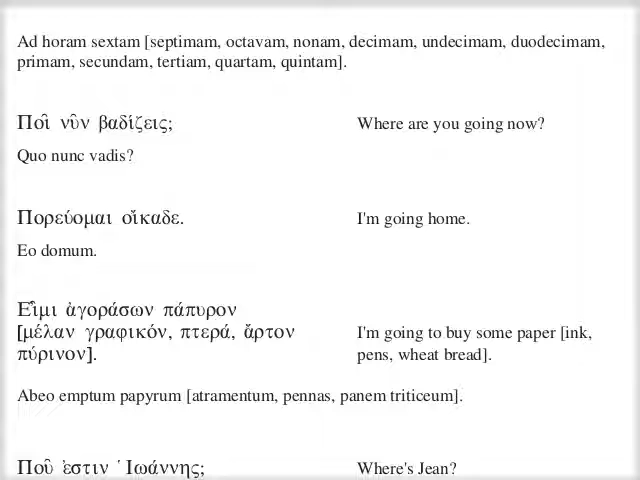 Ad horam sextam [septimam, octavam, nonam, decimam, undecimam, duodecimam,
primam, secundam, tertiam, quartam, quintam].
Ποῖ νῦν βαδίζεις; Where are you going now?
Quo nunc vadis?
Πορεύομαι οἴκαδε. I'm going home.
Eo domum.
Εἶμι ἀγοράσων πάπυρον
[μέλαν γραφικόν, πτερά, ἄρτον I'm going to buy some paper [ink,
πύρινον]. pens, wheat bread].
Abeo emptum papyrum [atramentum, pennas, panem triticeum].
Ποῦ ἐστιν Ἱωάννης; Where's Jean?